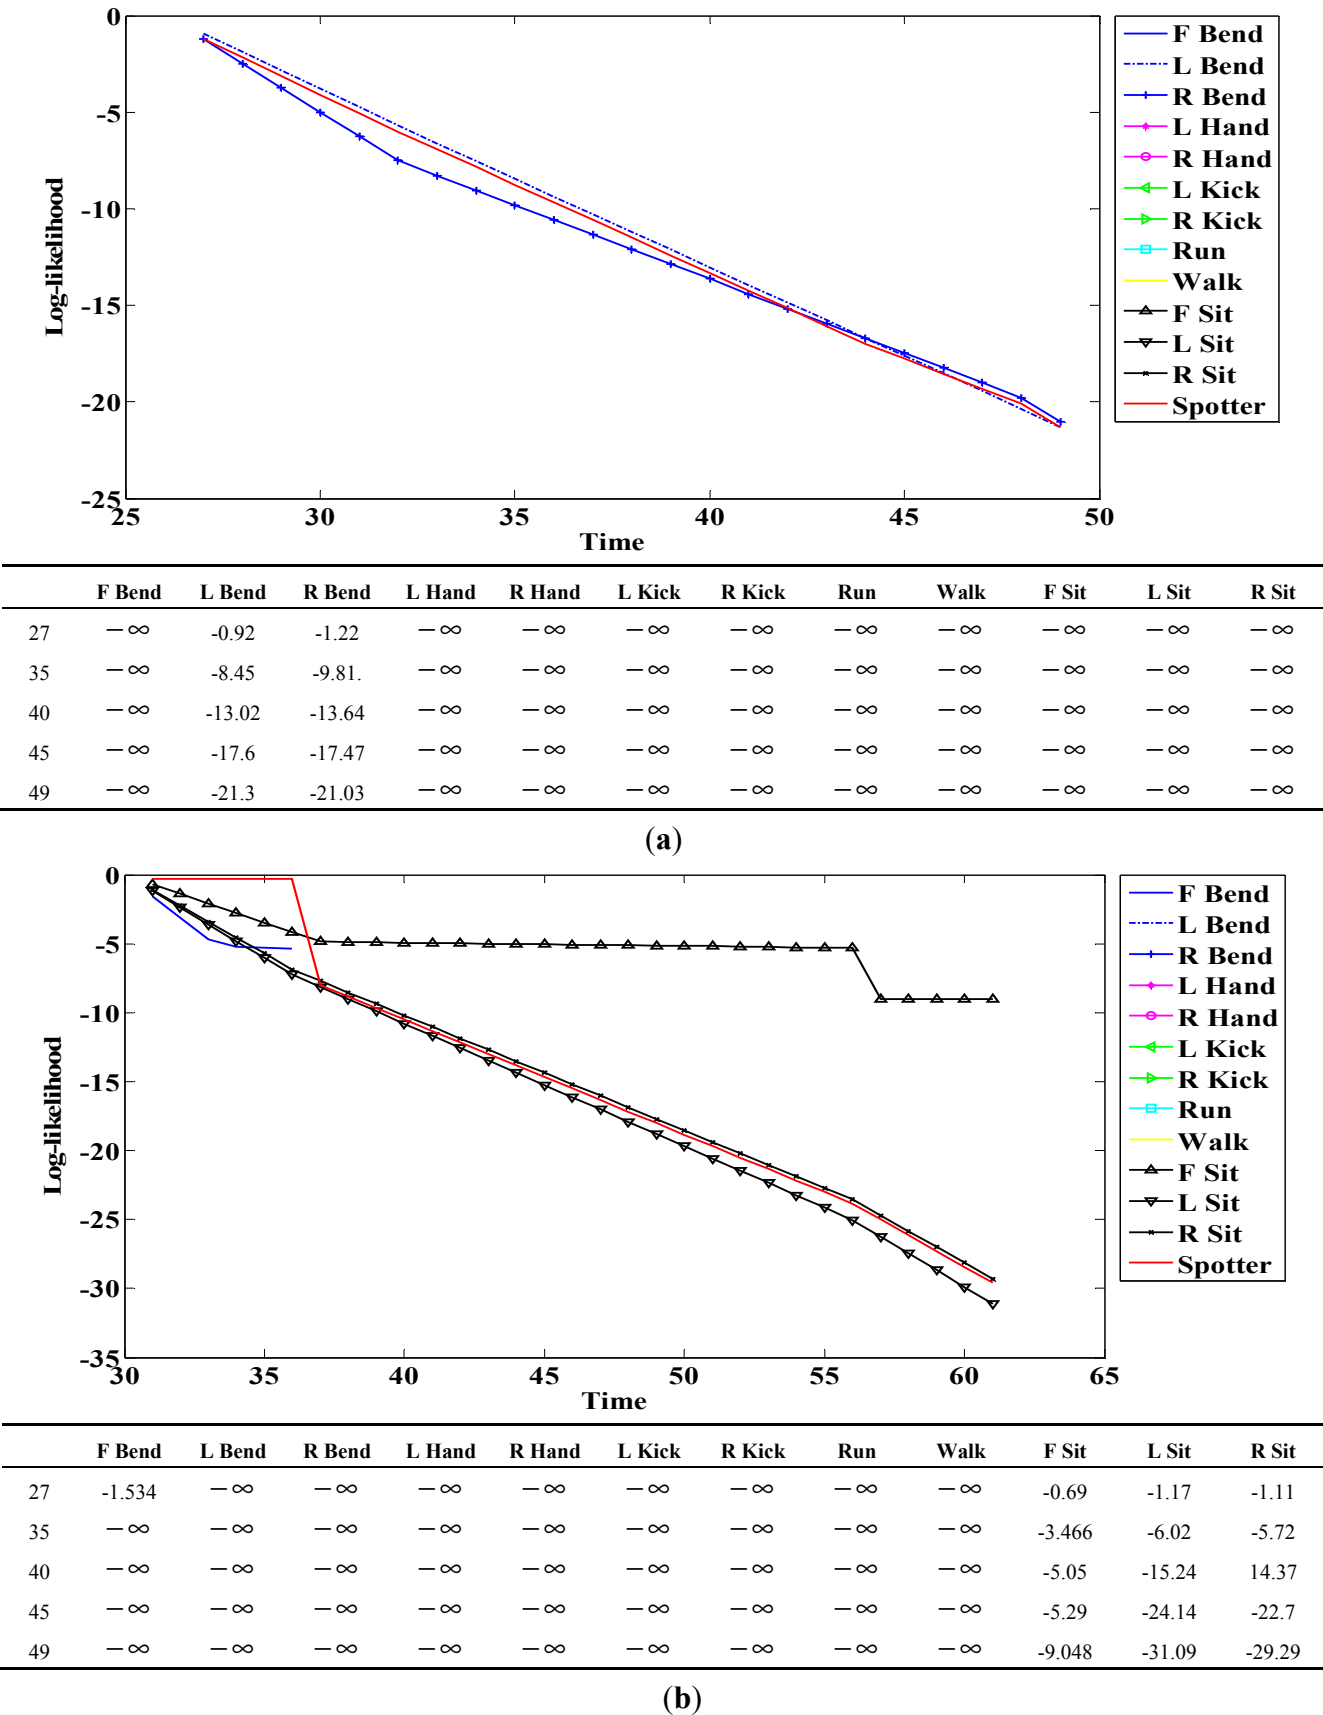 0
-5
-10
-15
-20
-25
25 30 35 40 45 50
Log-likelihood
Time
F Bend
L Bend
R Bend
L Hand
R Hand
L Kick
R Kick
Run
Walk
F Sit
L Sit
R Sit
Spotter
F Bend L Bend R Bend L Hand R Hand L Kick R Kick Run Walk F Sit L Sit R Sit
27 −∞ -0.92 -1.22 −∞ −∞ −∞ −∞ −∞ −∞ −∞ −∞ −∞
35 −∞ -8.45 -9.81. −∞ −∞ −∞ −∞ −∞ −∞ −∞ −∞ −∞
40 −∞ -13.02 -13.64 −∞ −∞ −∞ −∞ −∞ −∞ −∞ −∞ −∞
45 −∞ -17.6 -17.47 −∞ −∞ −∞ −∞ −∞ −∞ −∞ −∞ −∞
49 −∞ -21.3 -21.03 −∞ −∞ −∞ −∞ −∞ −∞ −∞ −∞ −∞
(a)
0
-5
-10
-15
-20
-25
-30
-35
30 35 40 45 50 55 60 65
Log-likelihood
Time
F Bend
L Bend
R Bend
L Hand
R Hand
L Kick
R Kick
Run
Walk
F Sit
L Sit
R Sit
Spotter
F Bend L Bend R Bend L Hand R Hand L Kick R Kick Run Walk F Sit L Sit R Sit
27 -1.534 −∞ −∞ −∞ −∞ −∞ −∞ −∞ −∞ -0.69 -1.17 -1.11
35 −∞ −∞ −∞ −∞ −∞ −∞ −∞ −∞ −∞ -3.466 -6.02 -5.72
40 −∞ −∞ −∞ −∞ −∞ −∞ −∞ −∞ −∞ -5.05 -15.24 14.37
45 −∞ −∞ −∞ −∞ −∞ −∞ −∞ −∞ −∞ -5.29 -24.14 -22.7
49 −∞ −∞ −∞ −∞ −∞ −∞ −∞ −∞ −∞ -9.048 -31.09 -29.29
(b)